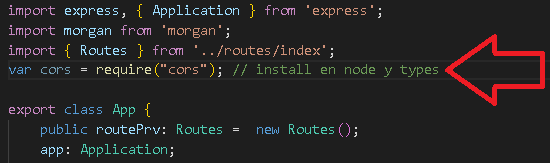 import express, { Application } from 'express';
import morgan from 'morgan';
import { Routes } from '../routes/index';
var cors = require("cors"); // install en node y types
export class App {
public routePrv: Routes = new Routes();
app: Application;